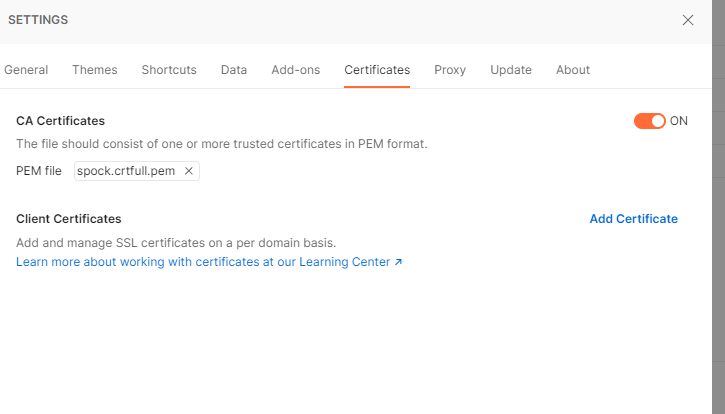 SETTINGS
General Themes Shortcuts Data Add-ons Certificates Proxy Update About
CA Certificates ON
The file should consist of one or more trusted certificates in PEM format.
PEM file spock.crtfull.pem
Client Certificates Add Certificate
Add and manage SSL certificates on a per domain basis.
Learn more about working with certificates at our Learning Center ↗